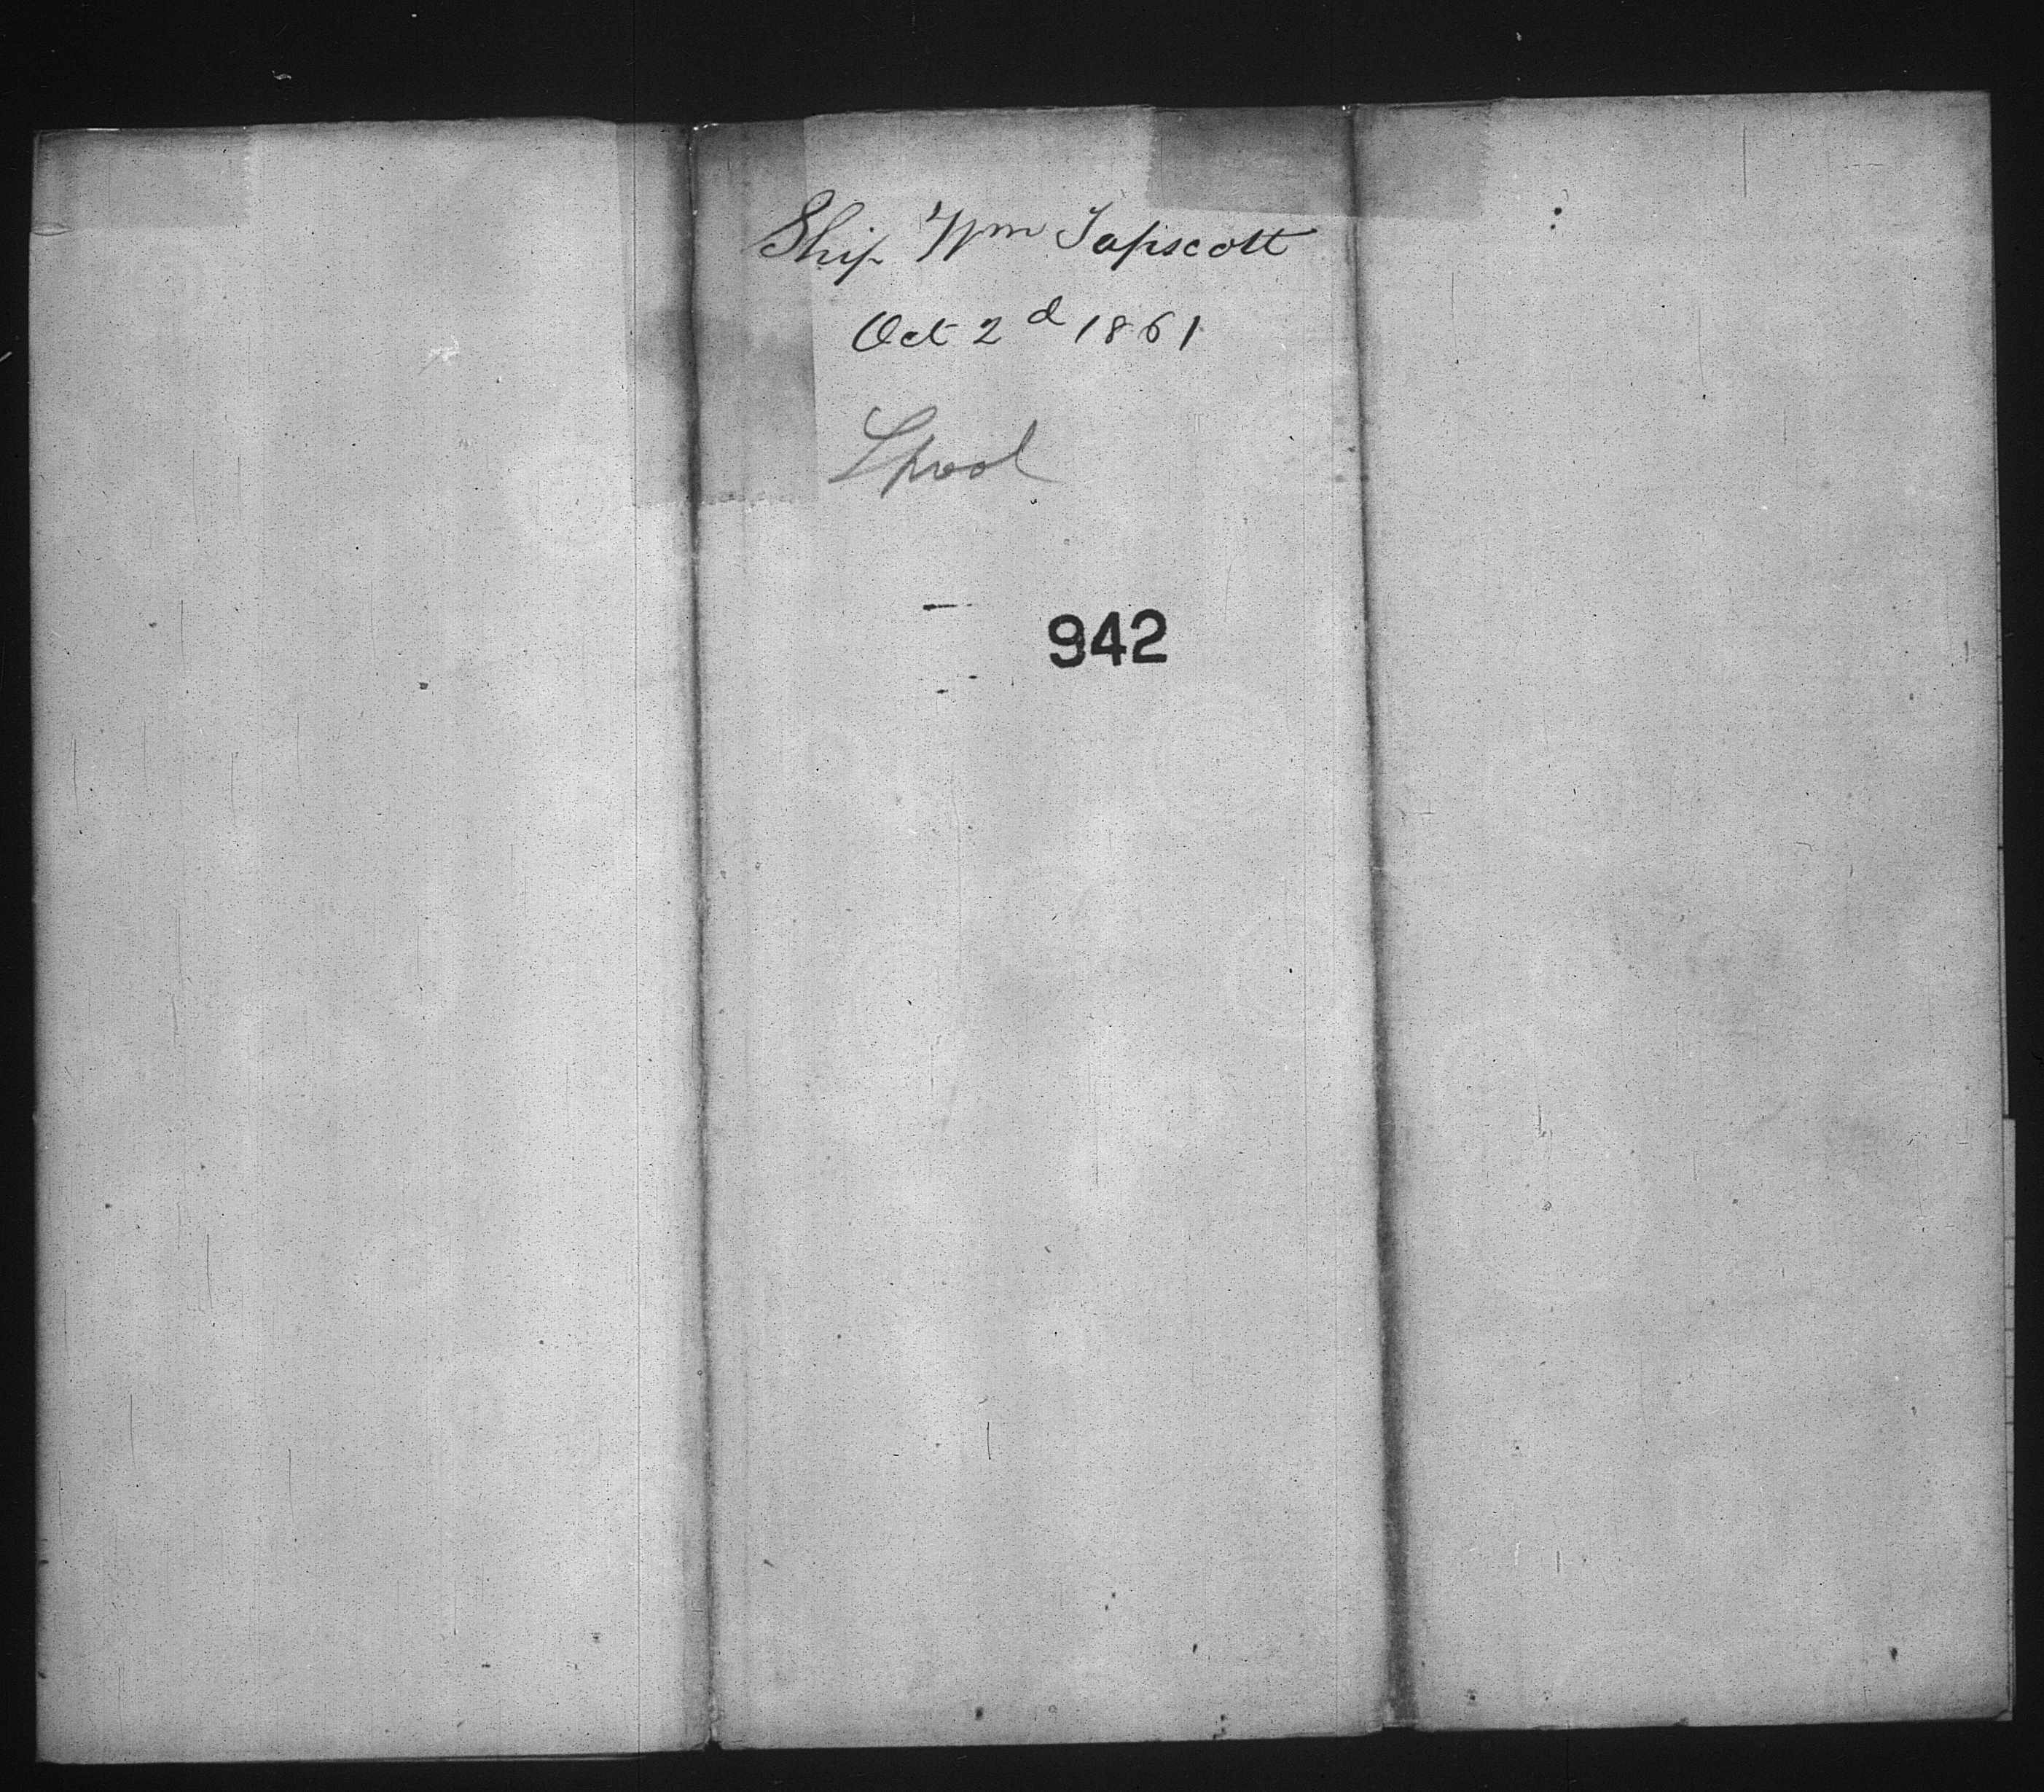 Ship Wm Tapscott
Oct 2d 1861
Lpool
942